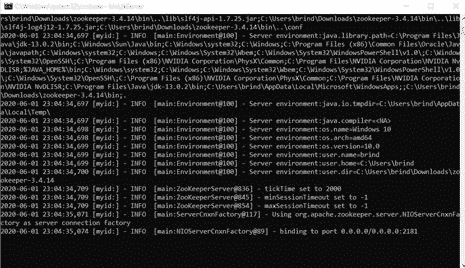 rs\brind\Downloads\zookeeper-3.4.14\bin\..\lib\slf4j-api-1.7.25.jar;C:\Users\brind\Downloads\zookeeper-3.4.14\bin\..\lib
\slf4j-log4j12-1.7.25.jar;C:\Users\brind\Downloads\zookeeper-3.4.14\bin\..\conf
2020-06-01 23:04:34,697 [myid:] - INFO [main:Environment@100] - Server environment:java.library.path=C:\Program Files\J
ava\jdk-13.0.2\bin;C:\Windows\Sun\Java\bin;C:\Windows\system32;C:\Windows;C:\Program Files (x86)\Common Files\Oracle\Jav
a\javapath;C:\Windows\system32;C:\Windows;C:\Windows\System32\Wbem;C:\Windows\System32\WindowsPowerShell\v1.0\;C:\Window
s\System32\OpenSSH\;C:\Program Files (x86)\NVIDIA Corporation\PhysX\Common;C:\Program Files\NVIDIA Corporation\NVIDIA Nv
DLISR;%JAVA_HOME%\bin;C:\Windows\system32;C:\Windows;C:\Windows\System32\Wbem;C:\Windows\System32\WindowsPowerShell\v1.0
\;C:\Windows\System32\OpenSSH\;C:\Program Files (x86)\NVIDIA Corporation\PhysX\Common;C:\Program Files\NVIDIA Corporatio
n\NVIDIA NvDLISR;C:\Program Files\Java\jdk-13.0.2\bin;C:\Users\brind\AppData\Local\Microsoft\WindowsApps;;C:\Users\brind
\Downloads\zookeeper-3.4.14\bin;;.
2020-06-01 23:04:34,697 [myid:] - INFO [main:Environment@100] - Server environment:java.io.tmpdir=C:\Users\brind\AppDat
a\Local\Temp\
2020-06-01 23:04:34,697 [myid:] - INFO [main:Environment@100] - Server environment:java.compiler=<NA>
2020-06-01 23:04:34,698 [myid:] - INFO [main:Environment@100] - Server environment:os.name=Windows 10
2020-06-01 23:04:34,698 [myid:] - INFO [main:Environment@100] - Server environment:os.arch=amd64
2020-06-01 23:04:34,698 [myid:] - INFO [main:Environment@100] - Server environment:os.version=10.0
2020-06-01 23:04:34,698 [myid:] - INFO [main:Environment@100] - Server environment:user.name=brind
2020-06-01 23:04:34,699 [myid:] - INFO [main:Environment@100] - Server environment:user.home=C:\Users\brind
2020-06-01 23:04:34,700 [myid:] - INFO [main:Environment@100] - Server environment:user.dir=C:\Users\brind\Downloads\zo
okeeper-3.4.14
2020-06-01 23:04:34,709 [myid:] - INFO [main:ZooKeeperServer@836] - tickTime set to 2000
2020-06-01 23:04:34,709 [myid:] - INFO [main:ZooKeeperServer@845] - minSessionTimeout set to -1
2020-06-01 23:04:34,709 [myid:] - INFO [main:ZooKeeperServer@854] - maxSessionTimeout set to -1
2020-06-01 23:04:35,071 [myid:] - INFO [main:ServerCnxnFactory@117] - Using org.apache.zookeeper.server.NIOServerCnxnFa
ctory as server connection factory
2020-06-01 23:04:35,074 [myid:] - INFO [main:NIOServerCnxnFactory@89] - binding to port 0.0.0.0/0.0.0.0:2181